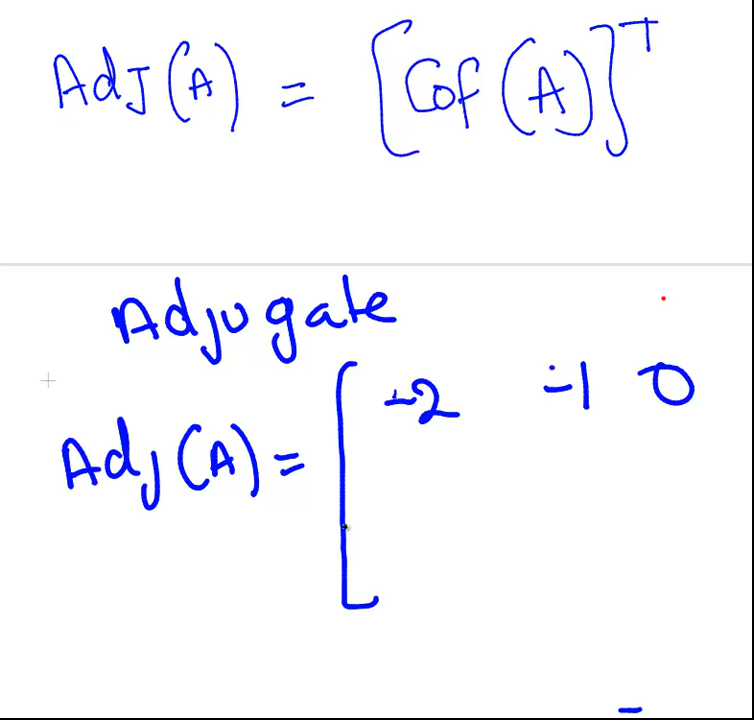 AdJ(A) = [Cof(A)]ᵀ
Adjugate
Adj(A) = [ -2 -1 0